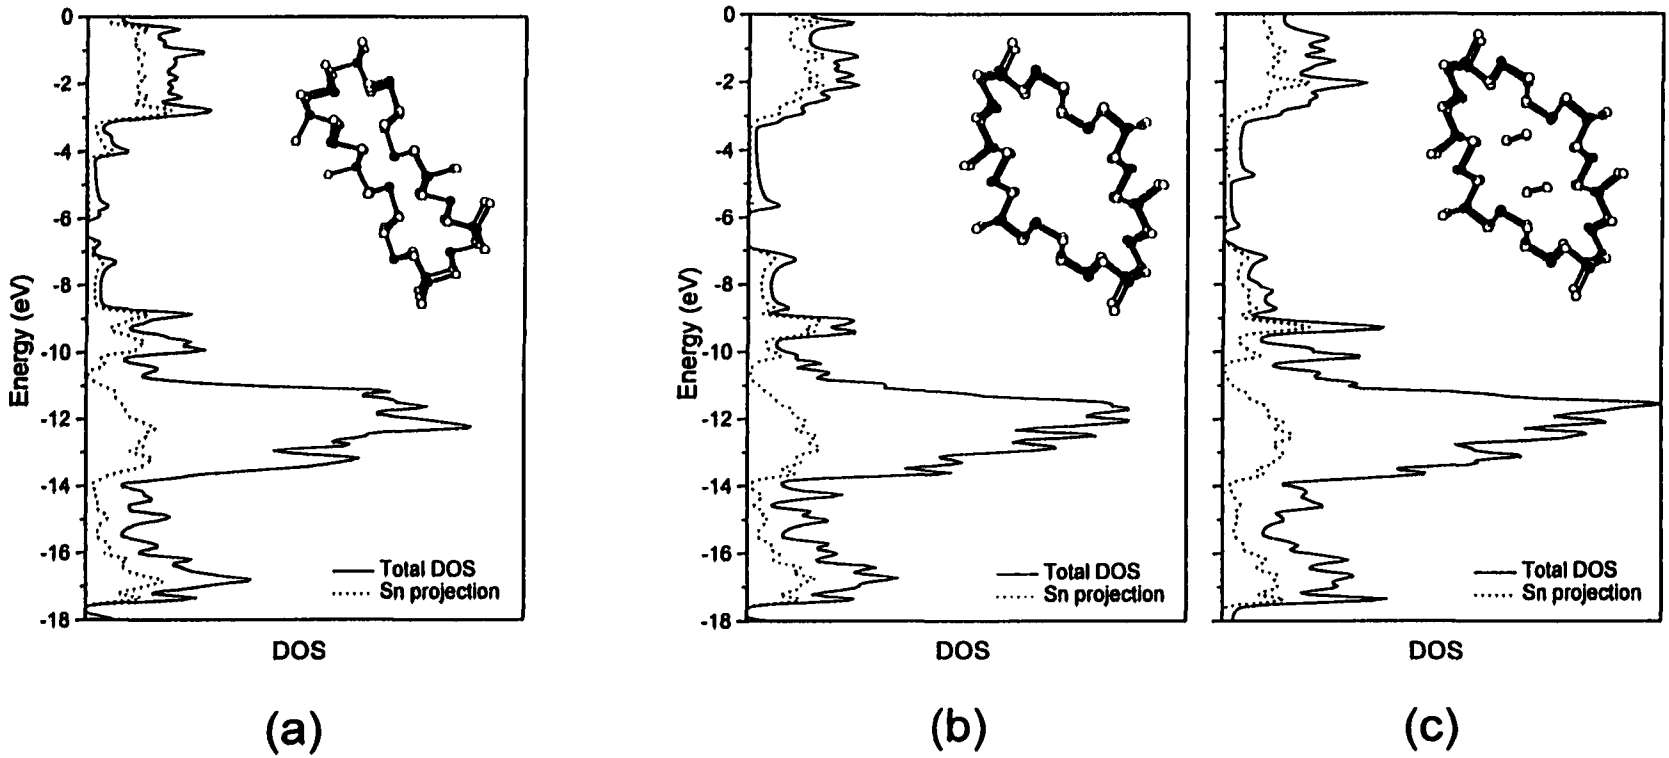 0
-2
-4
-6
-8
-10
-12
-14
-16
-18
Energy (eV)
Total DOS
Sn projection
DOS
(a)
0
-2
-4
-6
-8
-10
-12
-14
-16
-18
Energy (eV)
Total DOS
Sn projection
DOS
(b)
Total DOS
Sn projection
DOS
(c)